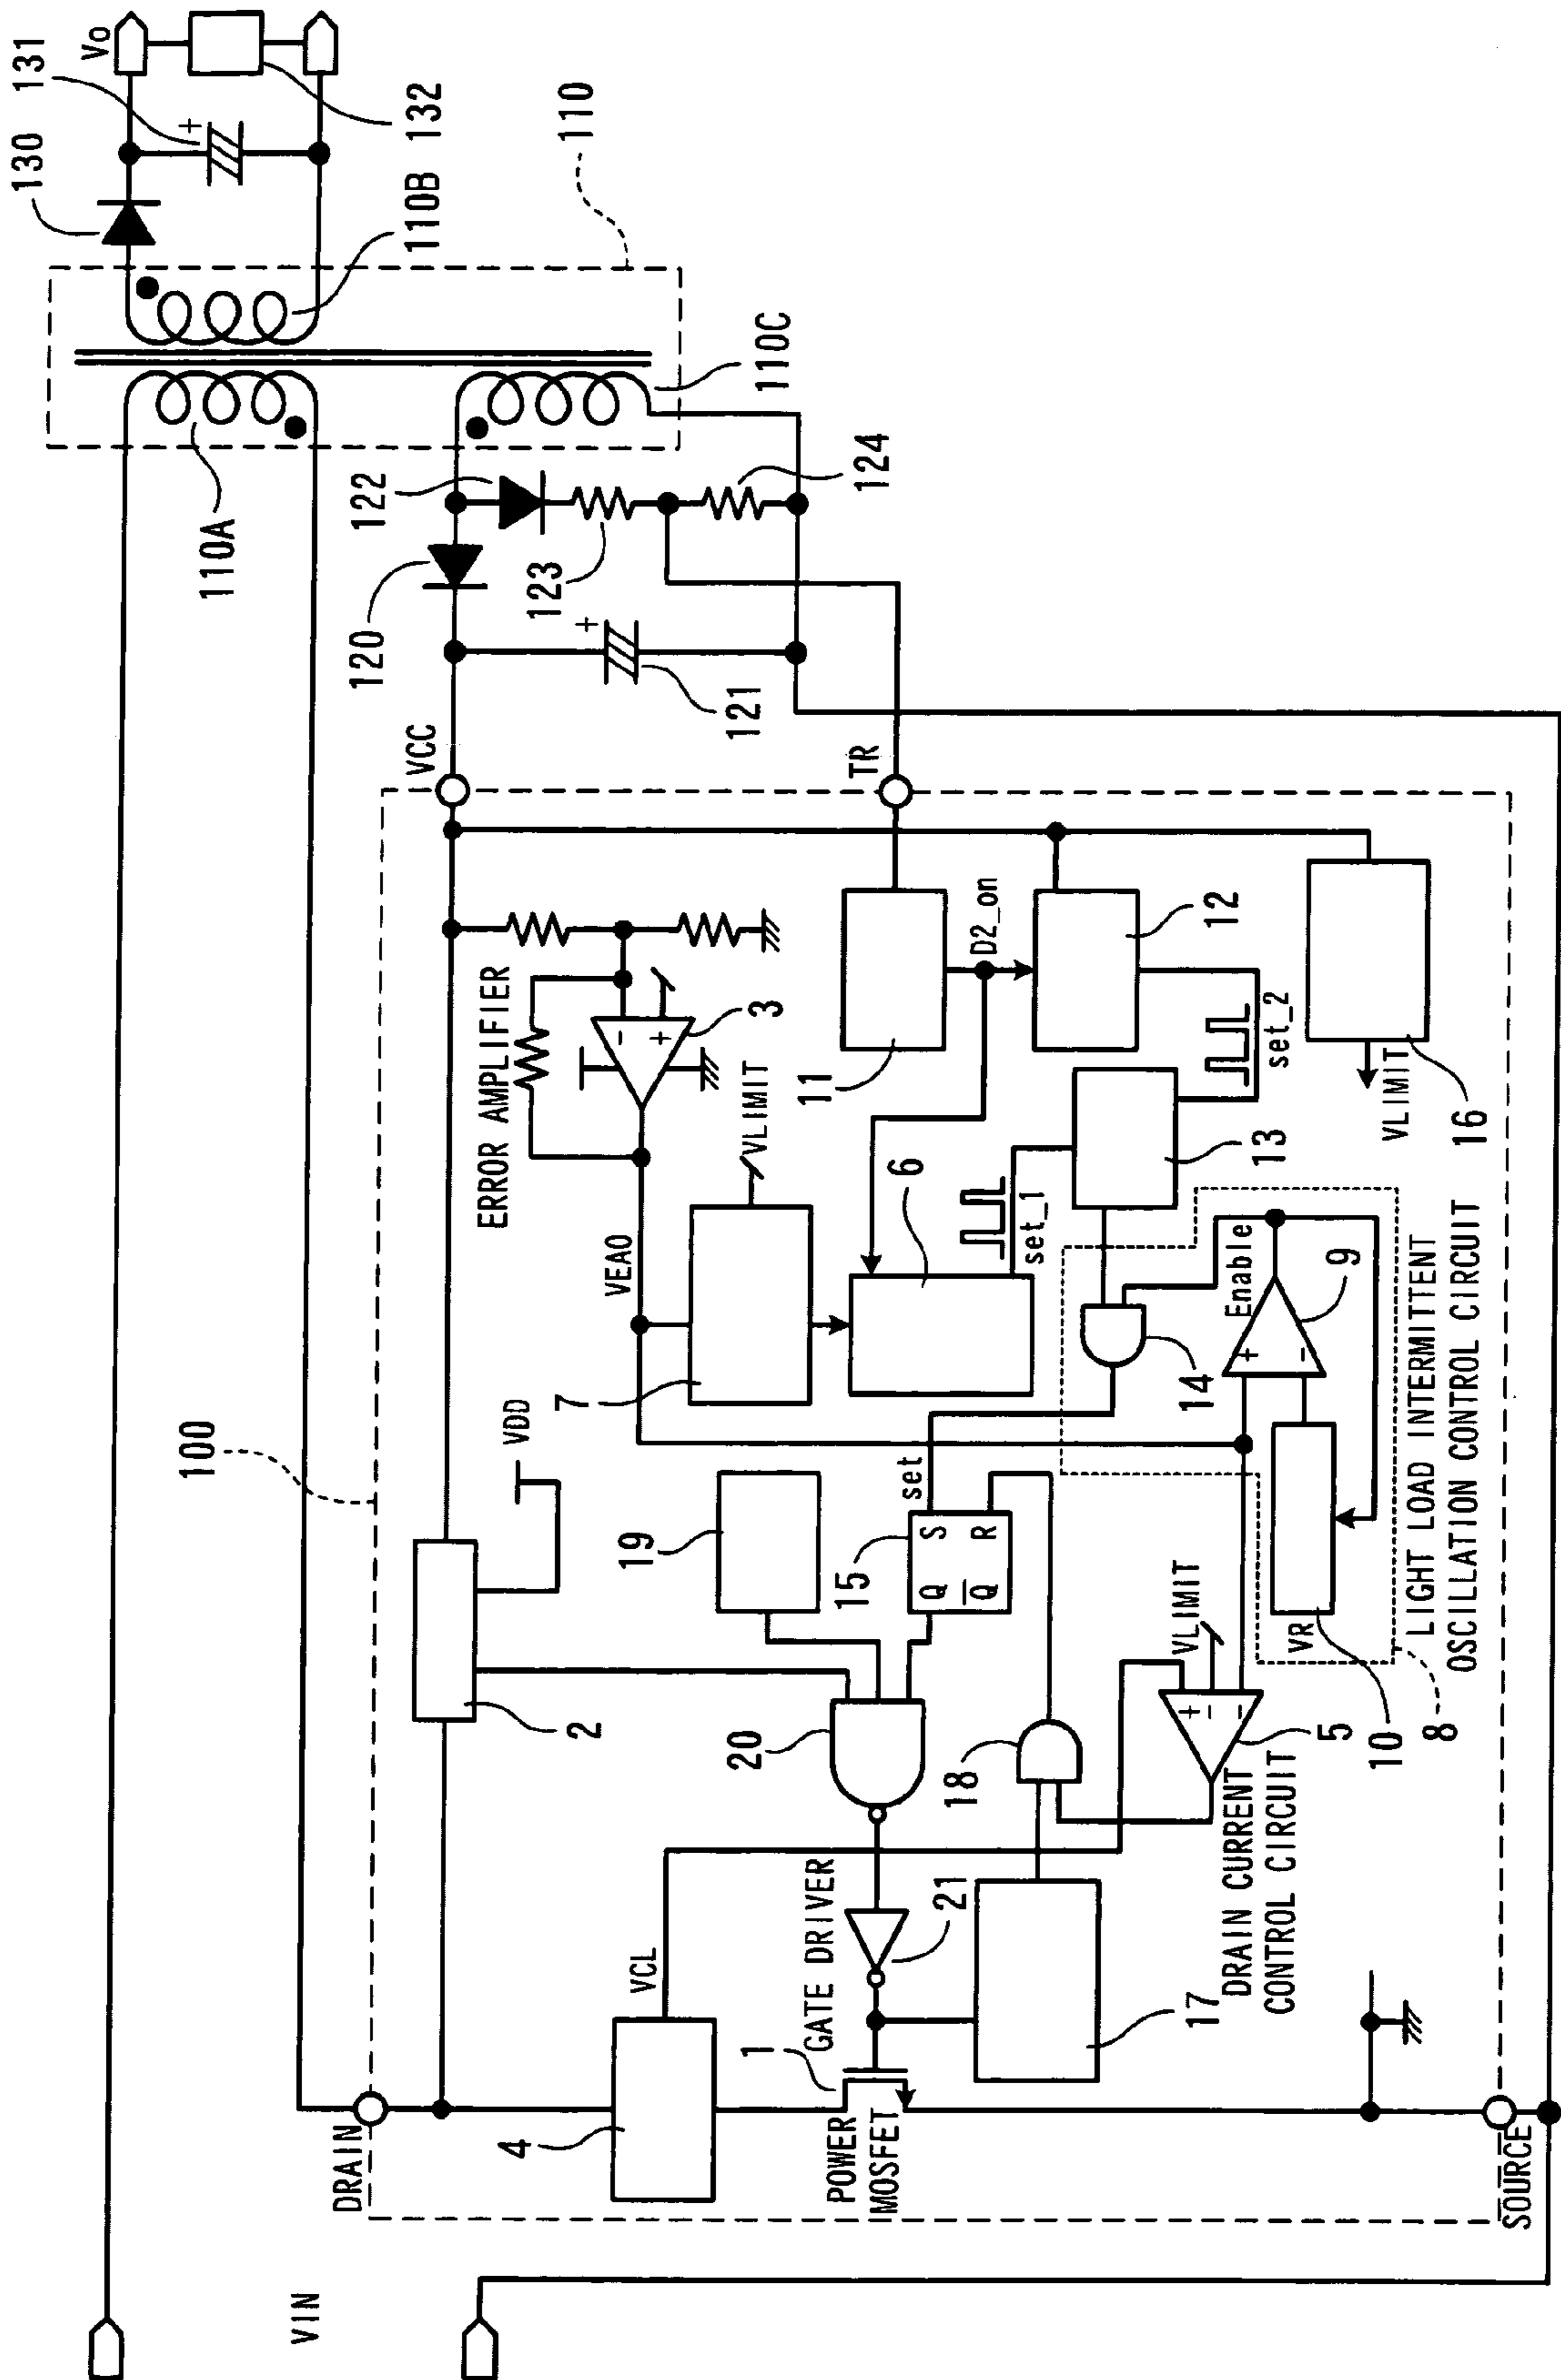 VIN
110A
130
131
Vo
110B
132
110
100
DRAIN
VCC
120
122
110C
2
VDD
123
124
121
ERROR AMPLIFIER
4
VCL
VEAO
3
7
VLIMIT
19
POWER
MOSFET
1
GATE DRIVER
20
21
15
Q
S
Q
R
set
11
TR
D2_on
6
set_1
12
set_2
13
18
17
14
Enable
+
-
9
DRAIN CURRENT
CONTROL CIRCUIT
5
VLIMIT
+
-
-
VR
10
8
LIGHT LOAD INTERMITTENT
OSCILLATION CONTROL CIRCUIT
VLIMIT
16
SOURCE
-
+
+
+